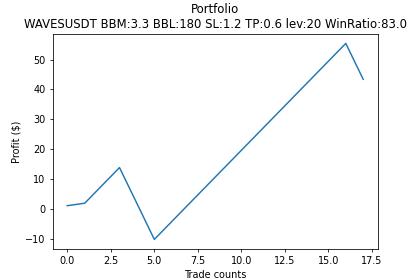 Portfolio
WAVESUSDT BBM:3.3 BBL:180 SL:1.2 TP:0.6 lev:20 WinRatio:83.0
Profit ($)
50
40
30
20
10
0
−10
0.0 2.5 5.0 7.5 10.0 12.5 15.0 17.5
Trade counts